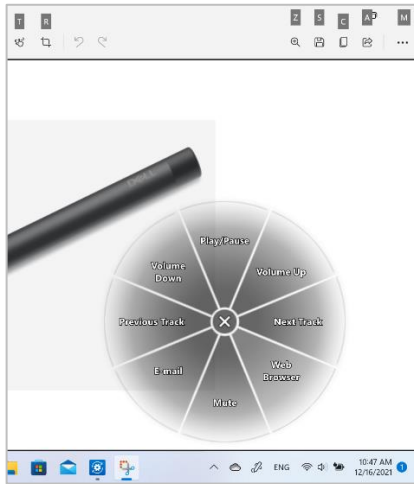 T R Z S C A M
DELL
Play/Pause
Volume
Down
Volume Up
Previous Track
Next Track
E-mail
Web
Browser
Mute
ENG
10:47 AM
12/16/2021
1